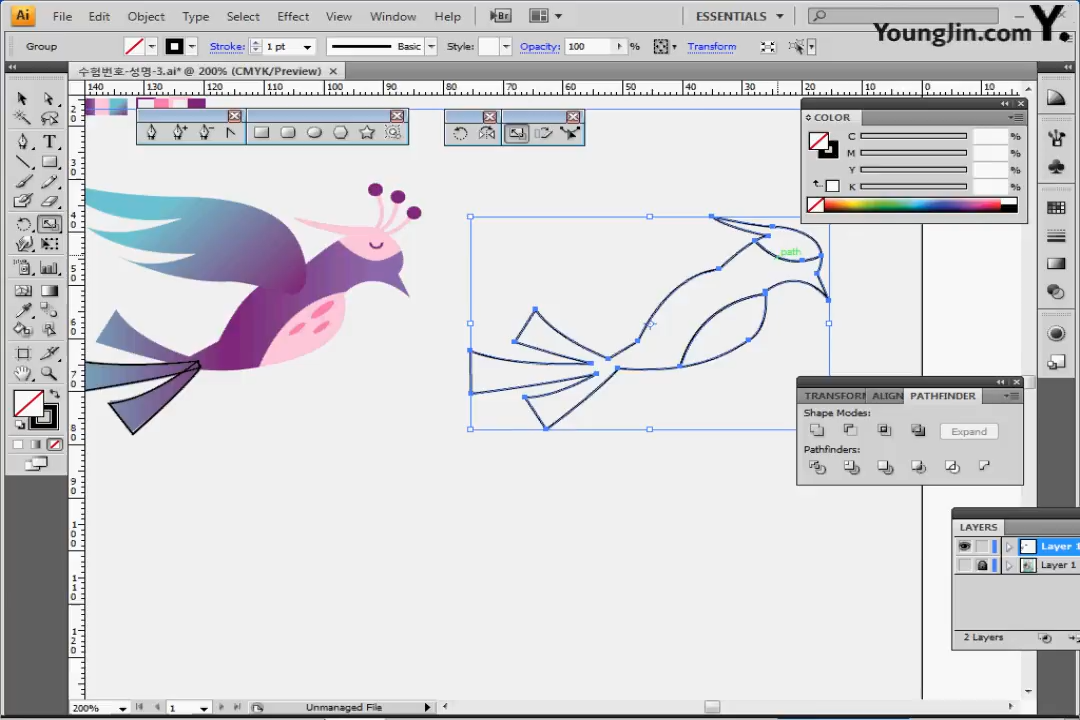 Ai File Edit Object Type Select Effect View Window Help Br ESSENTIALS
YoungJin.com Y.
Group Stroke: 1 pt Basic Style: Opacity: 100 % Transform
수험번호-성명-3.ai* @ 200% (CMYK/Preview)
140 130 120 110 100 90 80 70 60 50 40 30 20 10 0 10
COLOR
C %
M %
Y %
K %
path
TRANSFORM ALIGN PATHFINDER
Shape Modes:
Expand
Pathfinders:
LAYERS
Layer 1
Layer 1
2 Layers
200% 1 Unmanaged File